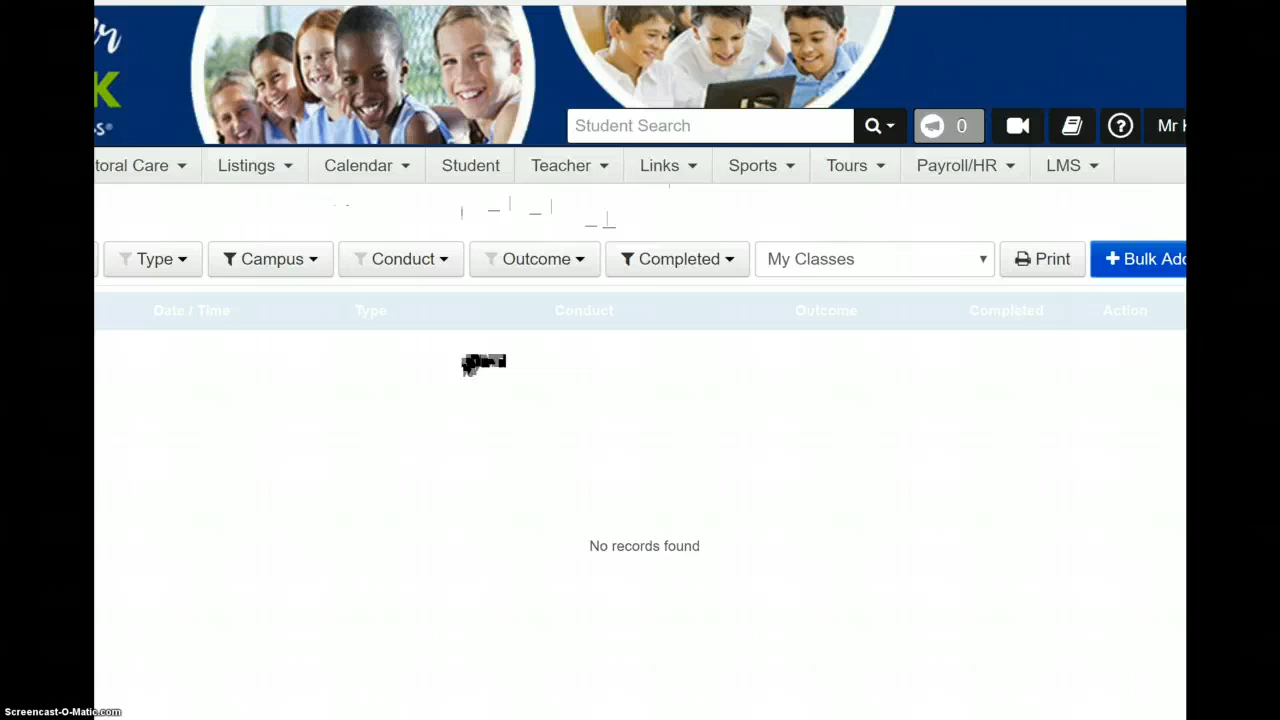 K
s®
Student Search
0
Mr
toral Care
Listings
Calendar
Student
Teacher
Links
Sports
Tours
Payroll/HR
LMS
Type
Campus
Conduct
Outcome
Completed
My Classes
Print
Bulk Add
Date / Time
Type
Conduct
Outcome
Completed
Action
No records found
Screencast-O-Matic.com